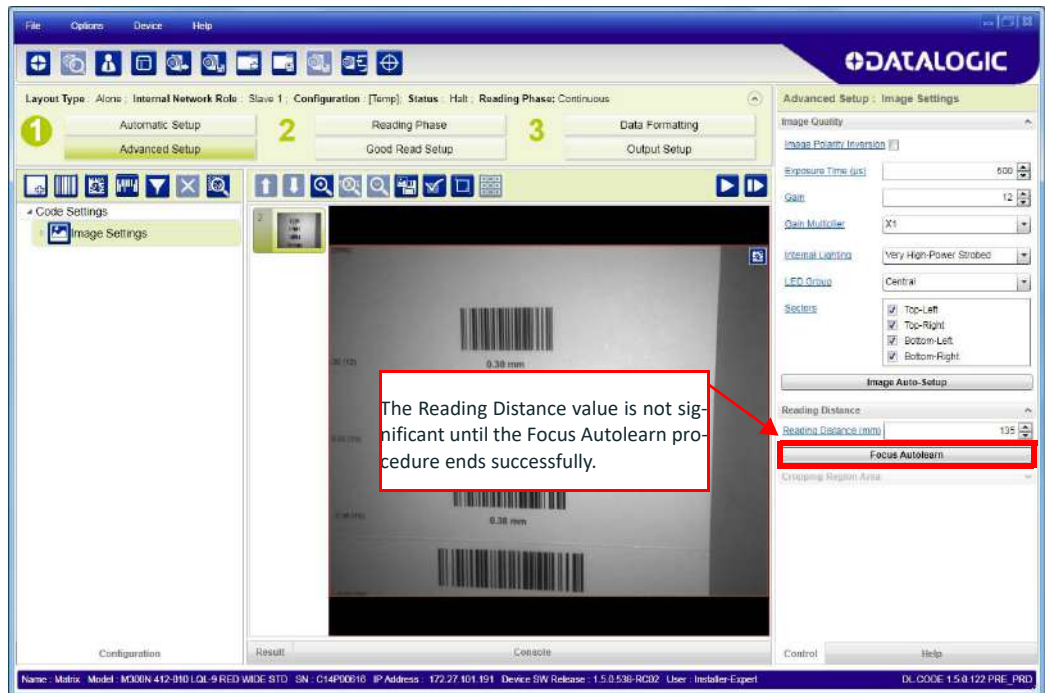 File Options Device Help
DATALOGIC
Layout Type : Alone ; Internal Network Role : Slave 1 ; Configuration : [Temp]; Status : Halt ; Reading Phase: Continuous
1 Automatic Setup
Advanced Setup
2 Reading Phase
Good Read Setup
3 Data Formatting
Output Setup
Code Settings
Image Settings
2
0.38 mm
The Reading Distance value is not sig-
nificant until the Focus Autolearn pro-
cedure ends successfully.
0.38 mm
Advanced Setup : Image Settings
Image Quality
Image Polarity Inversion
Exposure Time (µs) 600
Gain 12
Gain Multiplier X1
Internal Lighting Very High-Power Strobed
LED Group Central
Sectors Top-Left
Top-Right
Bottom-Left
Bottom-Right
Image Auto-Setup
Reading Distance
Reading Distance (mm) 135
Focus Autolearn
Cropping Region Area
Configuration Result Console Control Help
Name : Matrix Model : M300N 412-010 LQL-9 RED WIDE STD SN : C14P00616 IP Address : 172.27.101.191 Device SW Release : 1.5.0.538-RC02 User : Installer-Expert DL.CODE 1.5.0.122 PRE_PRD